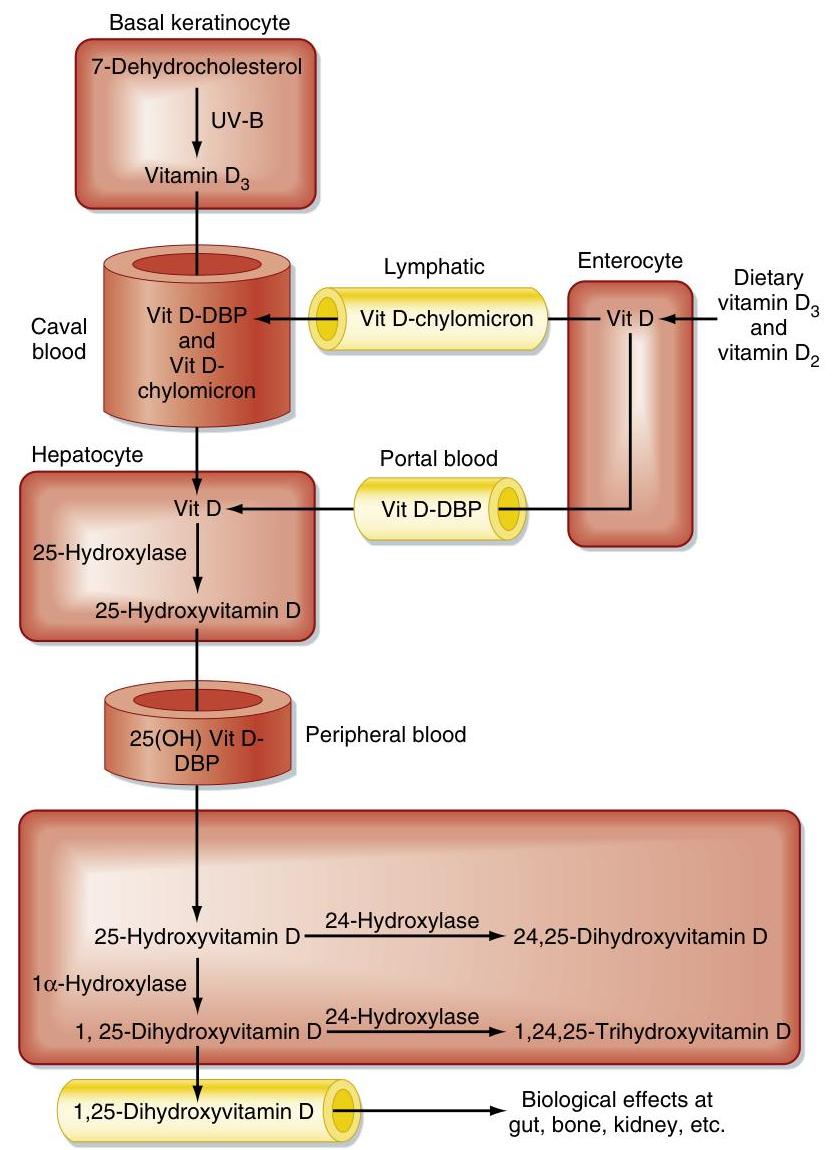 Basal keratinocyte
7-Dehydrocholesterol
UV-B
Vitamin D3
Lymphatic
Enterocyte
Dietary
vitamin D3
and
vitamin D2
Caval
blood
Vit D-DBP
and
Vit D-
chylomicron
Vit D-chylomicron
Vit D
Hepatocyte
Portal blood
Vit D
Vit D-DBP
25-Hydroxylase
25-Hydroxyvitamin D
25(OH) Vit D-
DBP
Peripheral blood
25-Hydroxyvitamin D
24-Hydroxylase
24,25-Dihydroxyvitamin D
1α-Hydroxylase
1, 25-Dihydroxyvitamin D
24-Hydroxylase
1,24,25-Trihydroxyvitamin D
1,25-Dihydroxyvitamin D
Biological effects at
gut, bone, kidney, etc.